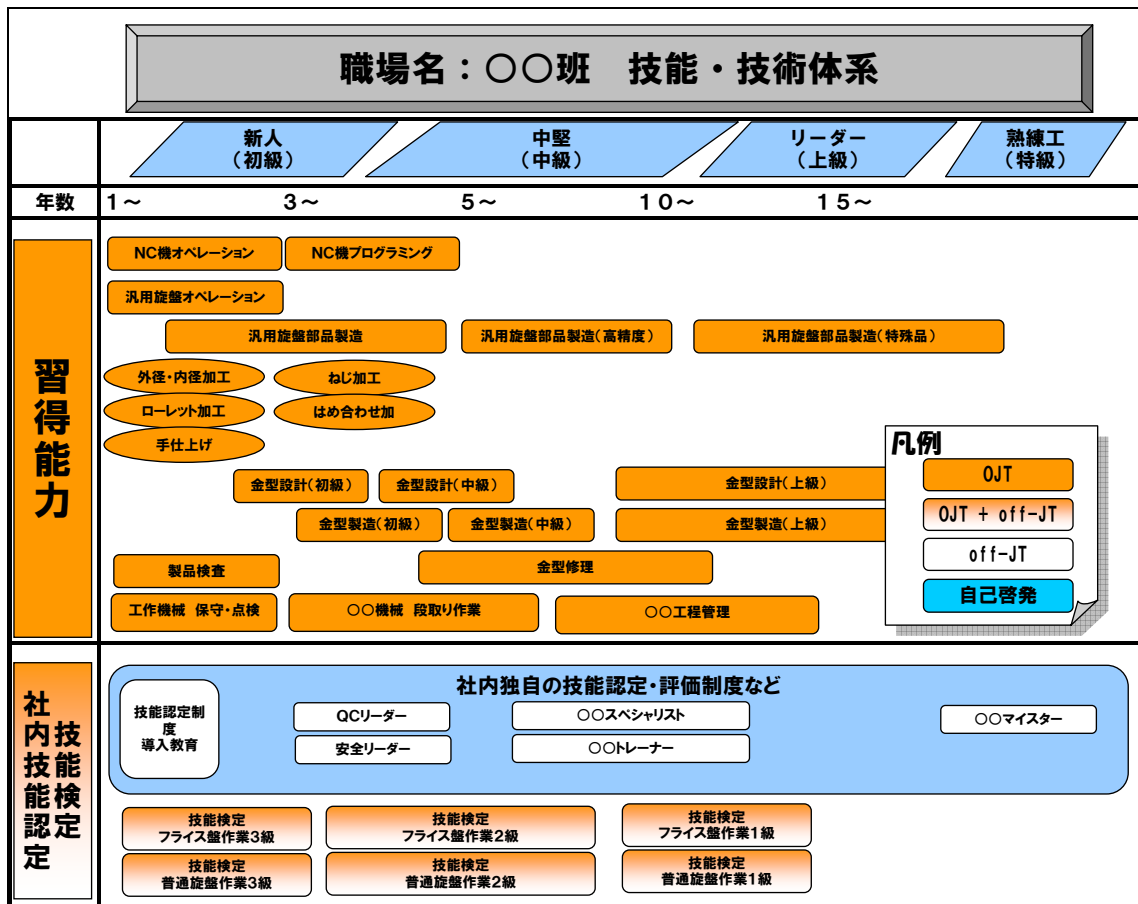 職場名：〇〇班　技能・技術体系
新人
（初級）
中堅
（中級）
リーダー
（上級）
熟練工
（特級）
年数
1～
3～
5～
10～
15～
習得能力
NC機オペレーション
NC機プログラミング
汎用旋盤オペレーション
汎用旋盤部品製造
汎用旋盤部品製造（高精度）
汎用旋盤部品製造（特殊品）
外径・内径加工
ねじ加工
ローレット加工
はめ合わせ加
手仕上げ
金型設計（初級）
金型設計（中級）
金型設計（上級）
金型製造（初級）
金型製造（中級）
金型製造（上級）
製品検査
金型修理
工作機械 保守・点検
〇〇機械 段取り作業
〇〇工程管理
凡例
OJT
OJT + off-JT
off-JT
自己啓発
技能検定
社内技能認定
社内独自の技能認定・評価制度など
技能認定制
度
導入教育
QCリーダー
〇〇スペシャリスト
〇〇マイスター
安全リーダー
〇〇トレーナー
技能検定
フライス盤作業3級
技能検定
フライス盤作業2級
技能検定
フライス盤作業1級
技能検定
普通旋盤作業3級
技能検定
普通旋盤作業2級
技能検定
普通旋盤作業1級